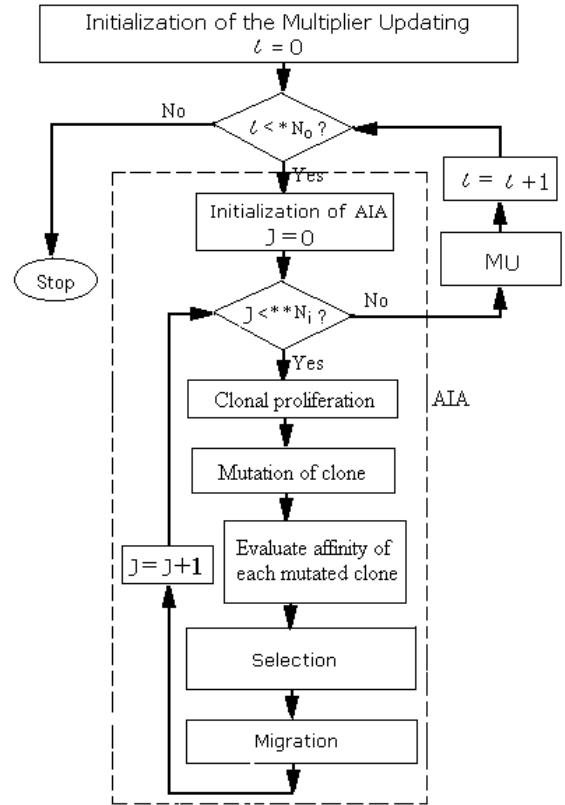 Initialization of the Multiplier Updating
ℓ = 0
No
ℓ < * N₀ ?
Yes
ℓ = ℓ + 1
Initialization of AIA
J = 0
MU
Stop
J < ** Nᵢ ?
No
Yes
Clonal proliferation
AIA
Mutation of clone
Evaluate affinity of
each mutated clone
J = J+1
Selection
Migration